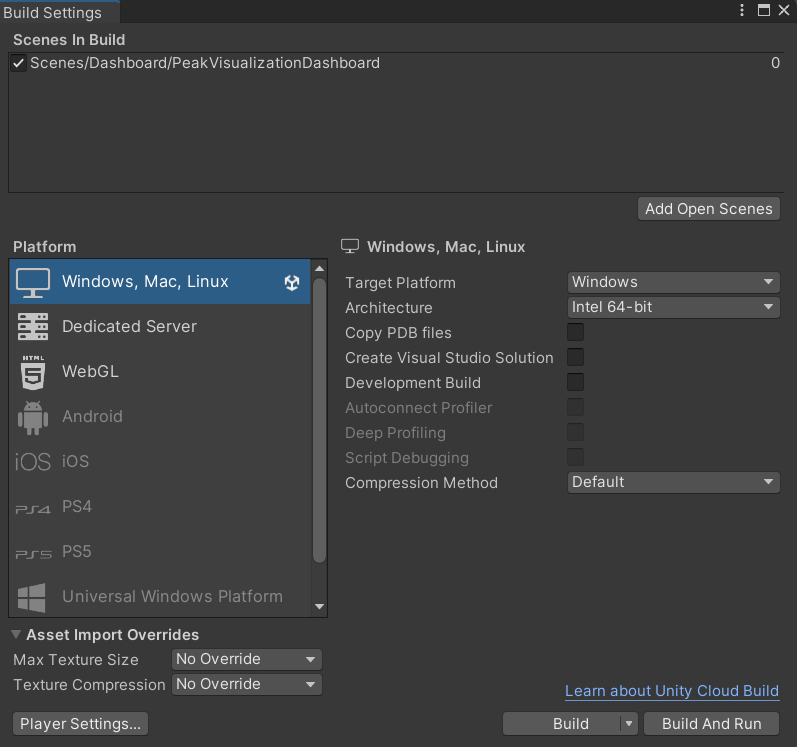 Build Settings
Scenes In Build
Scenes/Dashboard/PeakVisualizationDashboard 0
Add Open Scenes
Platform
Windows, Mac, Linux
Dedicated Server
HTML
5
WebGL
Android
iOS iOS
PS4 PS4
PS5 PS5
Universal Windows Platform
Windows, Mac, Linux
Target Platform Windows
Architecture Intel 64-bit
Copy PDB files
Create Visual Studio Solution
Development Build
Autoconnect Profiler
Deep Profiling
Script Debugging
Compression Method Default
Asset Import Overrides
Max Texture Size No Override
Texture Compression No Override
Learn about Unity Cloud Build
Player Settings... Build Build And Run